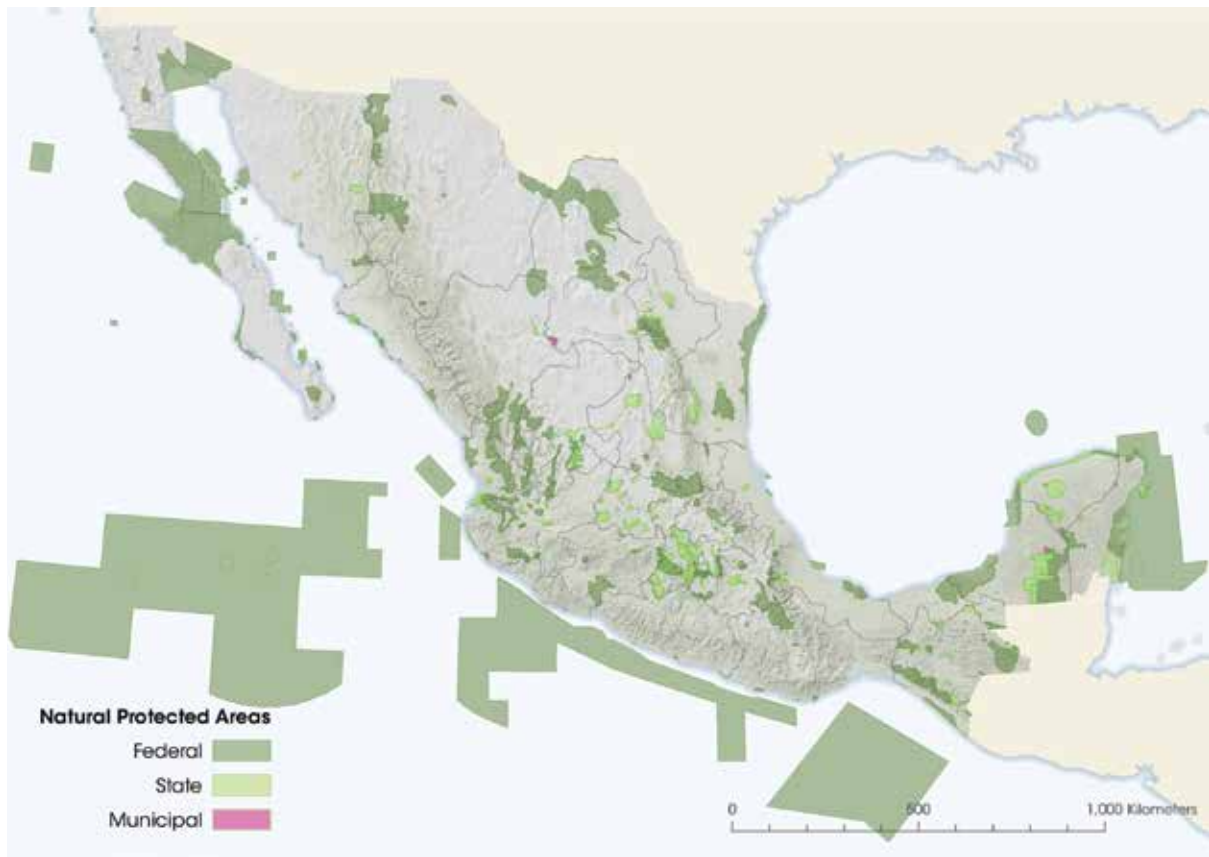 Natural Protected Areas
Federal
State
Municipal
0 500 1,000 Kilometers